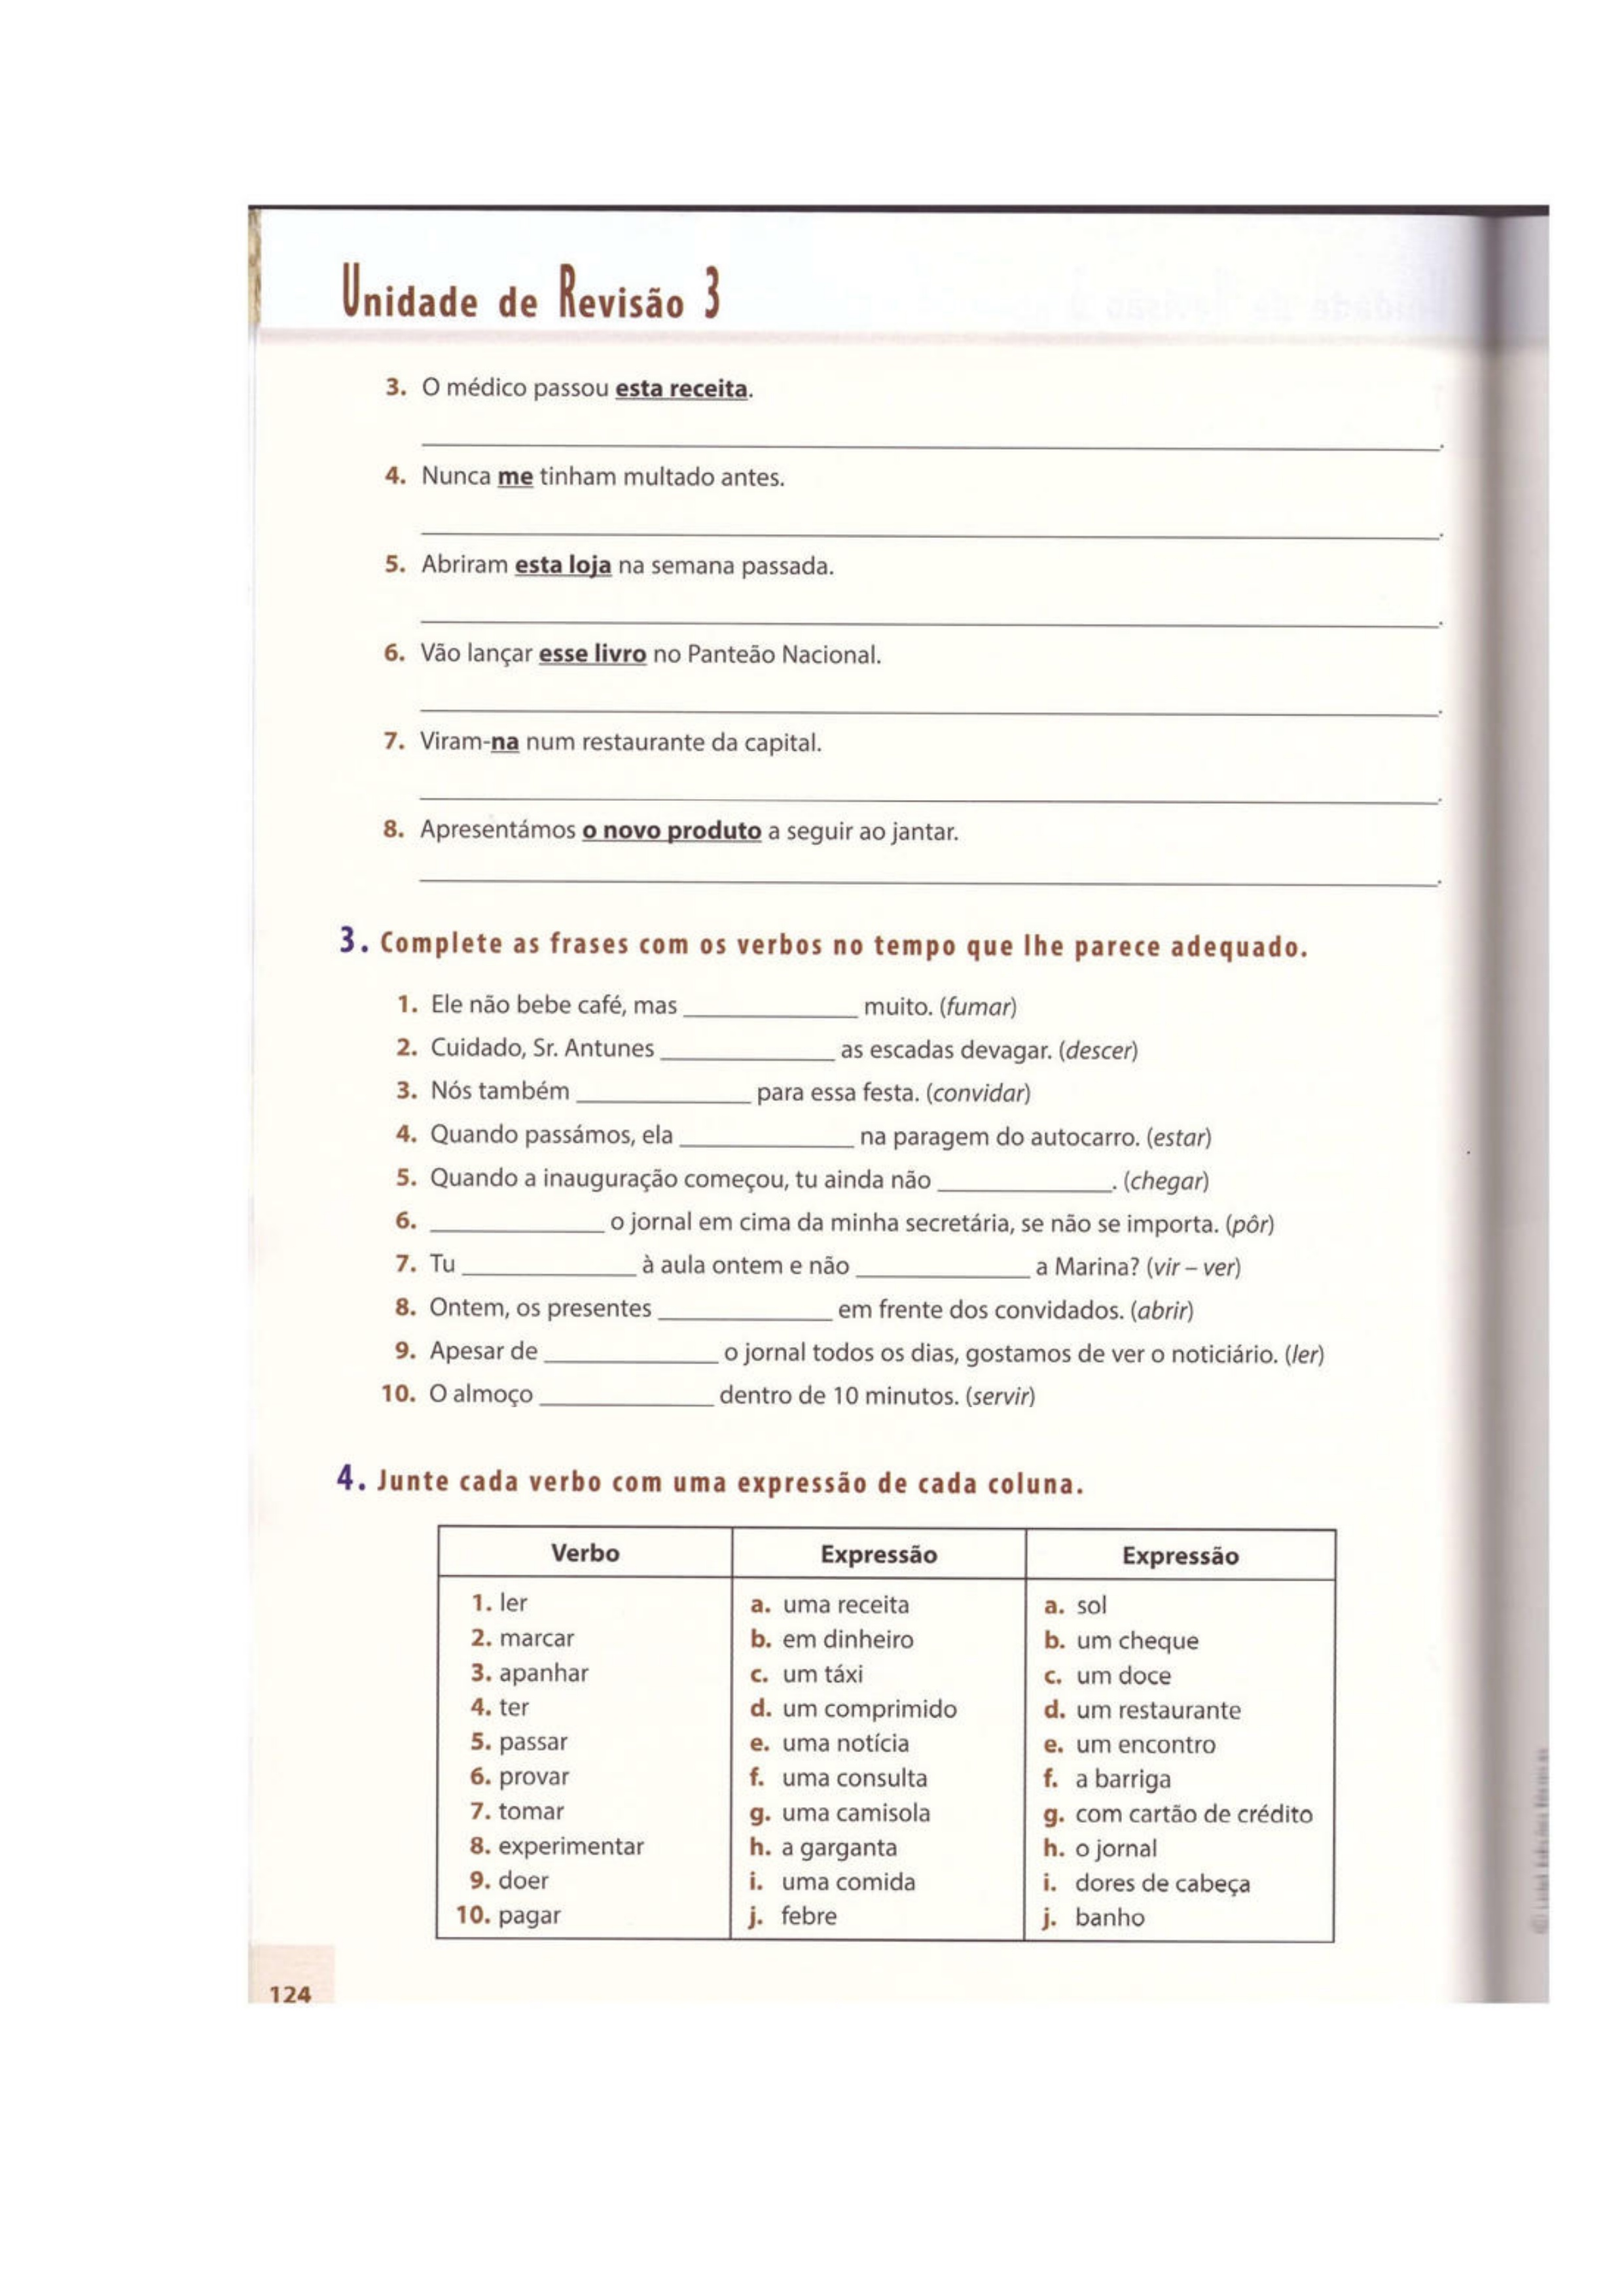 Unidade de Revisão 3
3. O médico passou esta receita.
4. Nunca me tinham multado antes.
5. Abriram esta loja na semana passada.
6. Vão lançar esse livro no Panteão Nacional.
7. Viram-na num restaurante da capital.
8. Apresentámos o novo produto a seguir ao jantar.
3. Complete as frases com os verbos no tempo que lhe parece adequado.
1. Ele não bebe café, mas ______________ muito. (fumar)
2. Cuidado, Sr. Antunes ______________ as escadas devagar. (descer)
3. Nós também ______________ para essa festa. (convidar)
4. Quando passámos, ela ______________ na paragem do autocarro. (estar)
5. Quando a inauguração começou, tu ainda não ______________. (chegar)
6. ______________ o jornal em cima da minha secretária, se não se importa. (pôr)
7. Tu ______________ à aula ontem e não ______________ a Marina? (vir – ver)
8. Ontem, os presentes ______________ em frente dos convidados. (abrir)
9. Apesar de ______________ o jornal todos os dias, gostamos de ver o noticiário. (ler)
10. O almoço ______________ dentro de 10 minutos. (servir)
4. Junte cada verbo com uma expressão de cada coluna.
Verbo Expressão Expressão
1. ler a. uma receita a. sol
2. marcar b. em dinheiro b. um cheque
3. apanhar c. um táxi c. um doce
4. ter d. um comprimido d. um restaurante
5. passar e. uma notícia e. um encontro
6. provar f. uma consulta f. a barriga
7. tomar g. uma camisola g. com cartão de crédito
8. experimentar h. a garganta h. o jornal
9. doer i. uma comida i. dores de cabeça
10. pagar j. febre j. banho
124